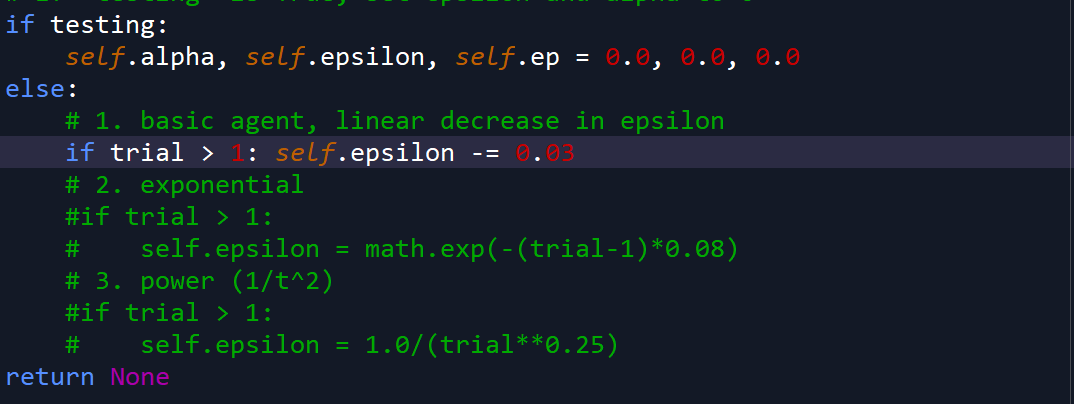 if testing:
    self.alpha, self.epsilon, self.ep = 0.0, 0.0, 0.0
else:
    # 1. basic agent, linear decrease in epsilon
    if trial > 1: self.epsilon -= 0.03
    # 2. exponential
    #if trial > 1:
    #    self.epsilon = math.exp(-(trial-1)*0.08)
    # 3. power (1/t^2)
    #if trial > 1:
    #    self.epsilon = 1.0/(trial**0.25)
return None